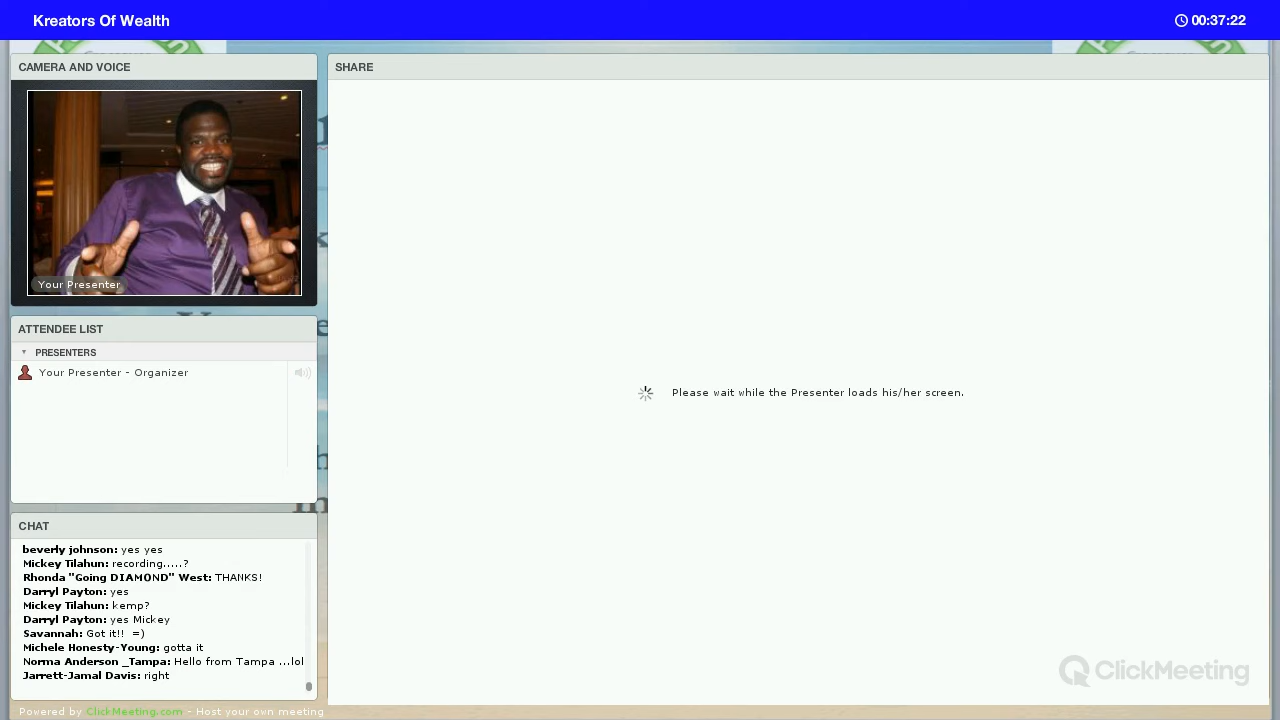 Kreators Of Wealth
00:37:22
CAMERA AND VOICE
Your Presenter
ATTENDEE LIST
PRESENTERS
Your Presenter - Organizer
CHAT
beverly johnson: yes yes
Mickey Tilahun: recording.....?
Rhonda "Going DIAMOND" West: THANKS!
Darryl Payton: yes
Mickey Tilahun: kemp?
Darryl Payton: yes Mickey
Savannah: Got it!! =)
Michele Honesty-Young: gotta it
Norma Anderson _Tampa: Hello from Tampa ...lol
Jarrett-Jamal Davis: right
Powered by ClickMeeting.com - Host your own meeting
SHARE
Please wait while the Presenter loads his/her screen.
ClickMeeting